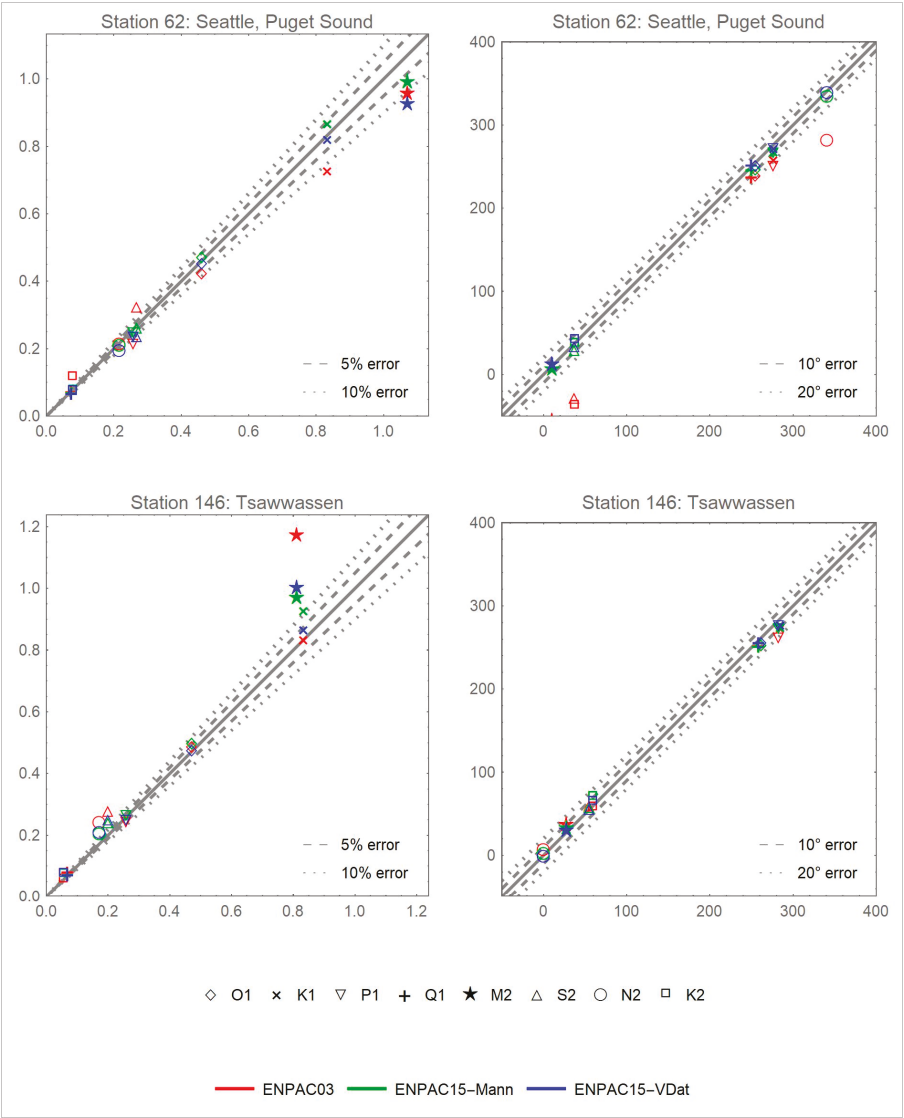 Station 62: Seattle, Puget Sound
1.0
0.8
0.6
0.4
0.2
0.0
0.0 0.2 0.4 0.6 0.8 1.0
5% error
10% error
400
300
200
100
0
0 100 200 300 400
10° error
20° error
Station 146: Tsawwassen
1.2
1.0
0.8
0.6
0.4
0.2
0.0
0.0 0.2 0.4 0.6 0.8 1.0 1.2
5% error
10% error
Station 146: Tsawwassen
400
300
200
100
0
0 100 200 300 400
10° error
20° error
O1 K1 P1 Q1 M2 S2 N2 K2
ENPAC03 ENPAC15−Mann ENPAC15−VDat